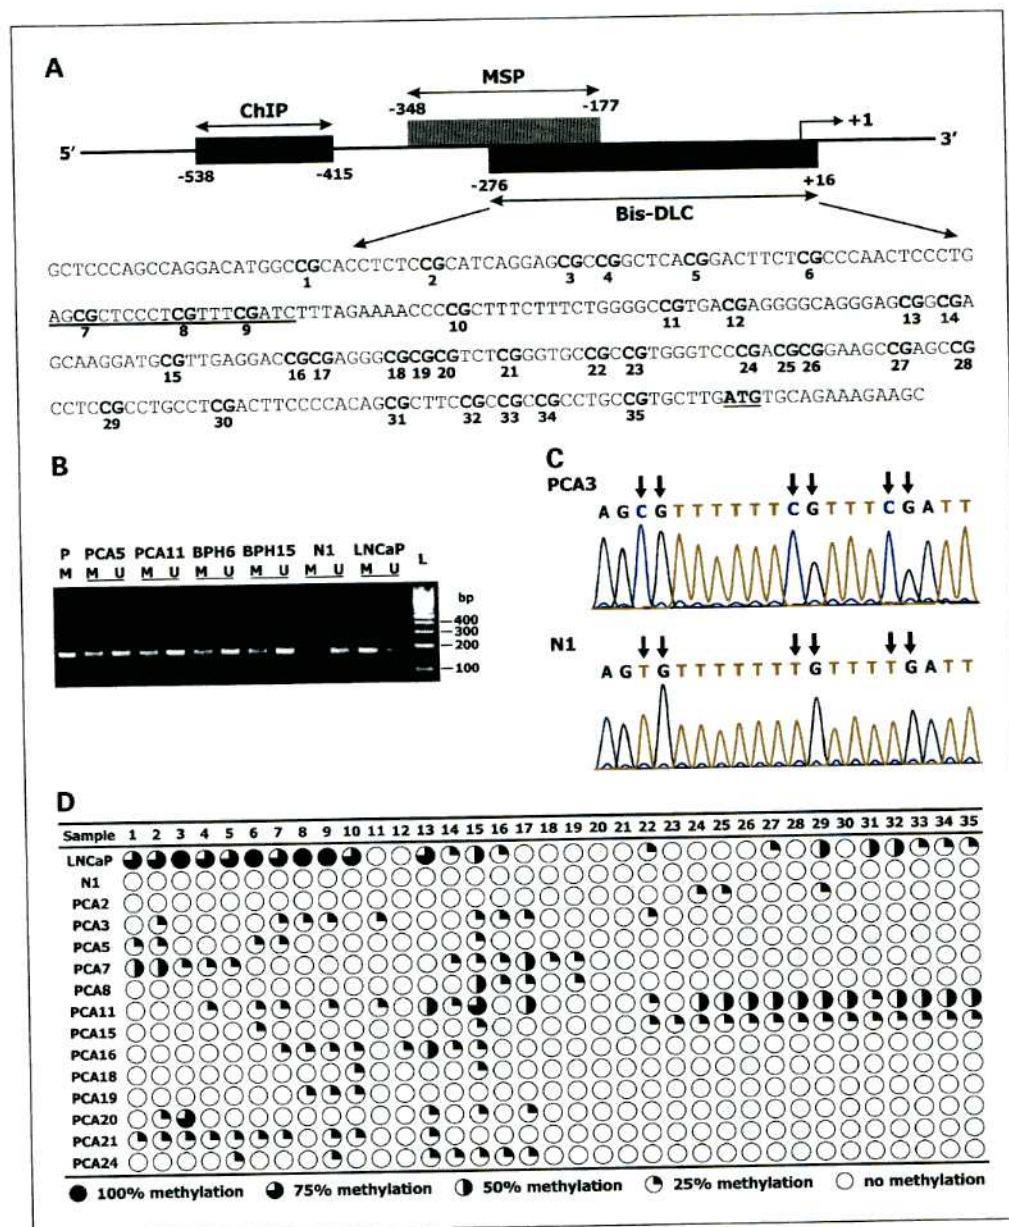 A
MSP
ChIP
-348
-177
+1
5'
3'
-538
-415
-276
+16
Bis-DLC
GCTCCCAGCCAGGACATGGCCGCACCTCTCCGCATCAGGAGCGCCGGCTCACGGACTTCTCGCCCAACTCCCTG
1 2 3 4 5 6
AGCGCTCCCTCGTTTCGATCTTTAGAAAACCCCGCTTTCTTTCTGGGGCCGTGACGAGGGGCAGGGAGCGGCGA
7 8 9 10 11 12 13 14
GCAAGGATGCGTTGAGGACCGCGAGGGCGCGCGTCTCGGGTGCCGCCGTGGGTCCCGACGCGGAAGCCGAGCCG
15 16 17 18 19 20 21 22 23 24 25 26 27 28
CCTCCGCCTGCCTCGACTTCCCCACAGCGCTTCCGCCGCCGCCTGCCGTGCTTGATGTGCAGAAAGAAGC
29 30 31 32 33 34 35
B
P PCA5 PCA11 BPH6 BPH15 N1 LNCaP L
M M U M U M U M U M U M U
bp
400
300
200
100
C
PCA3
A G C G T T T T T T C G T T T C G A T T
N1
A G T G T T T T T T T G T T T T G A T T
D
Sample 1 2 3 4 5 6 7 8 9 10 11 12 13 14 15 16 17 18 19 20 21 22 23 24 25 26 27 28 29 30 31 32 33 34 35
LNCaP
N1
PCA2
PCA3
PCA5
PCA7
PCA8
PCA11
PCA15
PCA16
PCA18
PCA19
PCA20
PCA21
PCA24
100% methylation 75% methylation 50% methylation 25% methylation no methylation